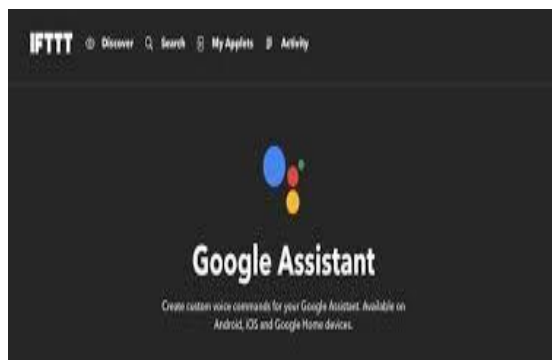 IFTTT Discover Search My Applets Activity
Google Assistant
Create custom voice commands for your Google Assistant. Available on
Android, iOS and Google Home devices.